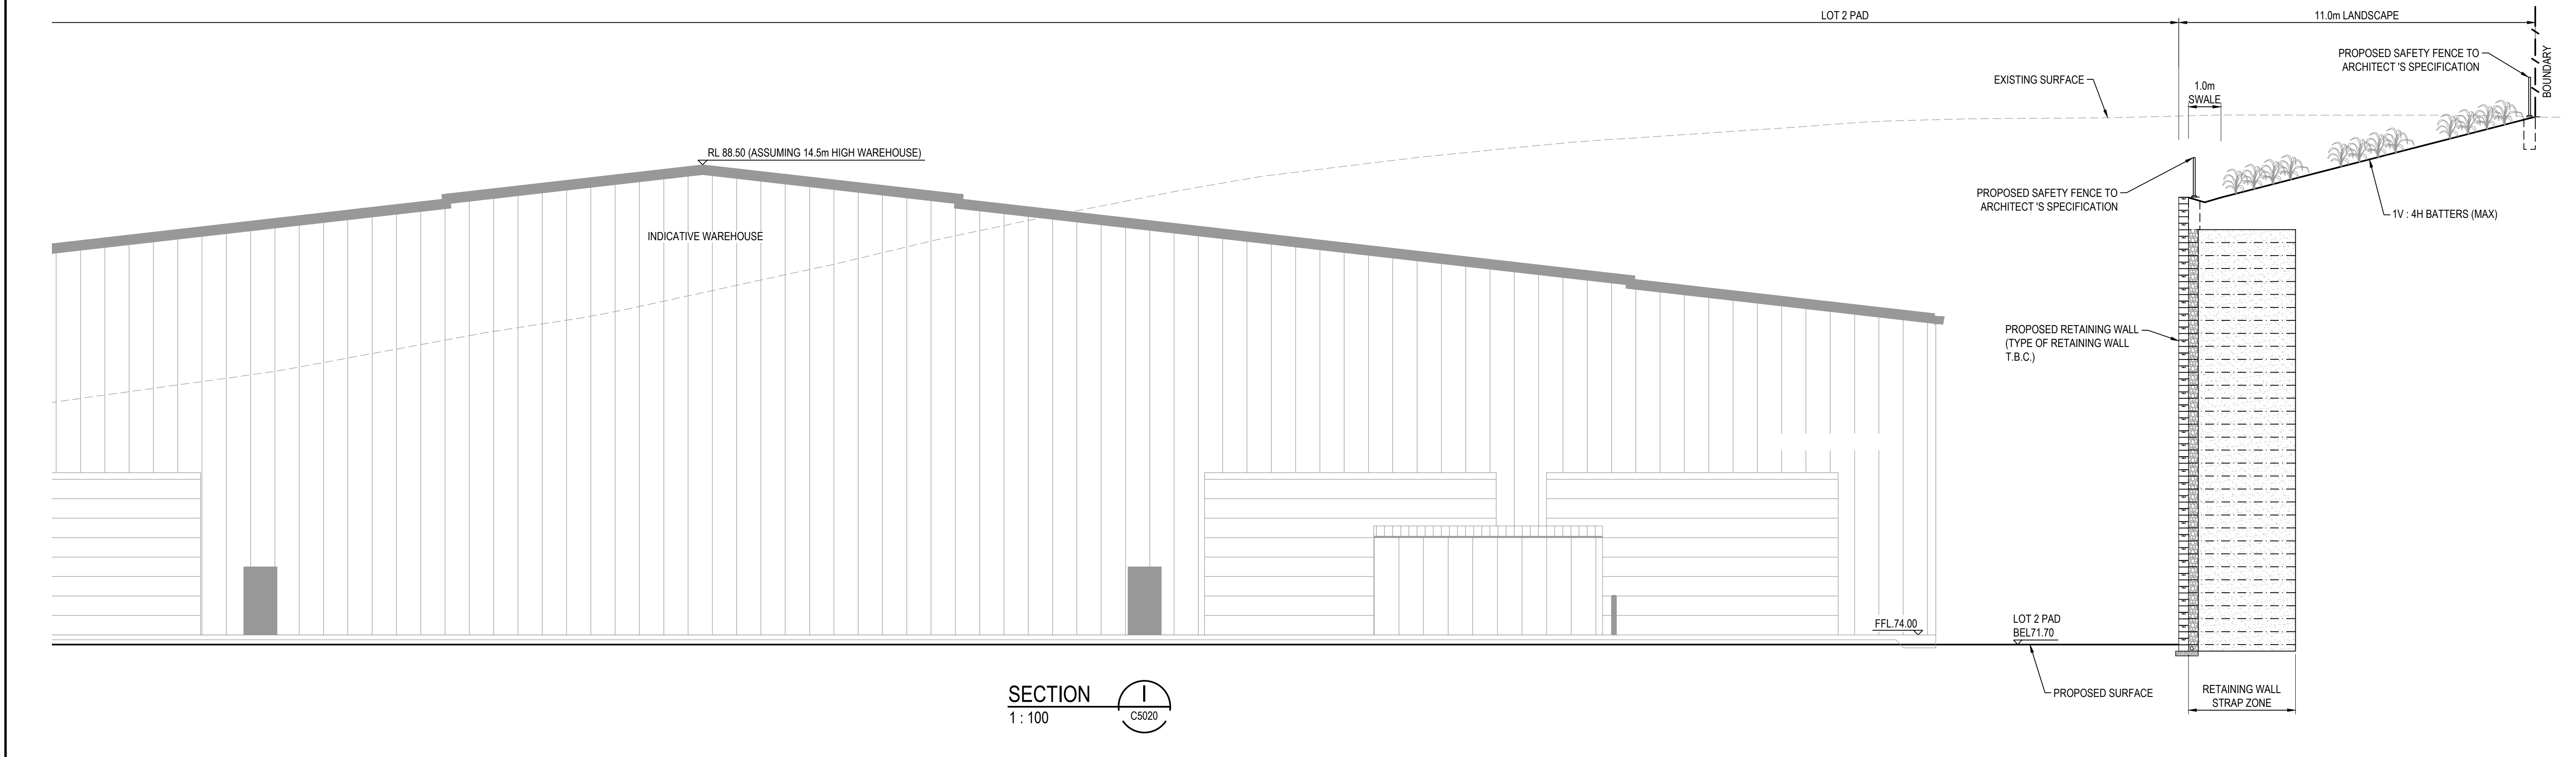 LOT 2 PAD
11.0m LANDSCAPE
PROPOSED SAFETY FENCE TO
ARCHITECT 'S SPECIFICATION
BOUNDARY
EXISTING SURFACE
1.0m
SWALE
RL 88.50 (ASSUMING 14.5m HIGH WAREHOUSE)
PROPOSED SAFETY FENCE TO
ARCHITECT 'S SPECIFICATION
1V : 4H BATTERS (MAX)
INDICATIVE WAREHOUSE
PROPOSED RETAINING WALL
(TYPE OF RETAINING WALL
T.B.C.)
FFL.74.00
LOT 2 PAD
BEL71.70
PROPOSED SURFACE
RETAINING WALL
STRAP ZONE
SECTION
1 : 100
I
C5020